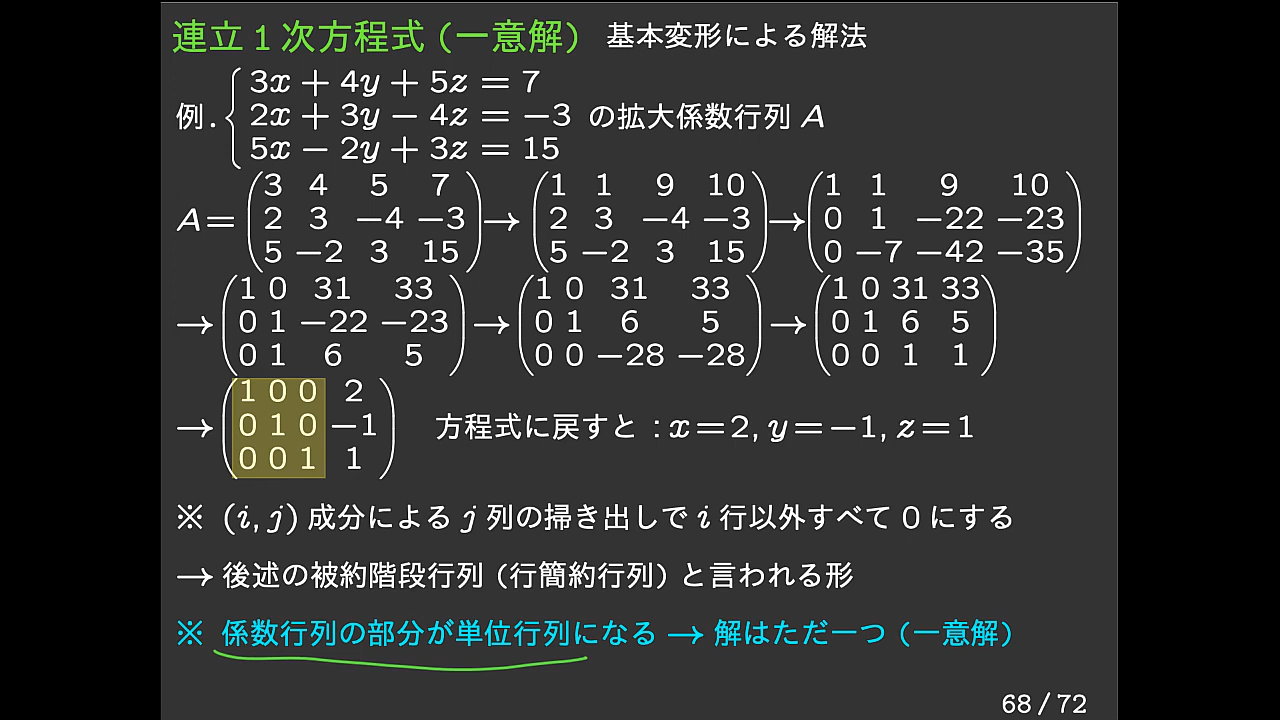 連立1次方程式 (一意解) 基本変形による解法
3x + 4y + 5z = 7
例. 2x + 3y − 4z = −3 の拡大係数行列 A
5x − 2y + 3z = 15
3 4 5 7 1 1 9 10 1 1 9 10
A = 2 3 −4 −3 → 2 3 −4 −3 → 0 1 −22 −23
5 −2 3 15 5 −2 3 15 0 −7 −42 −35
1 0 31 33 1 0 31 33 1 0 31 33
→ 0 1 −22 −23 → 0 1 6 5 → 0 1 6 5
0 1 6 5 0 0 −28 −28 0 0 1 1
1 0 0 2
→ 0 1 0 −1 方程式に戻すと : x = 2, y = −1, z = 1
0 0 1 1
※ (i, j) 成分による j 列の掃き出しで i 行以外すべて 0 にする
→ 後述の被約階段行列 (行簡約行列) と言われる形
※ 係数行列の部分が単位行列になる → 解はただ一つ (一意解)
68 / 72